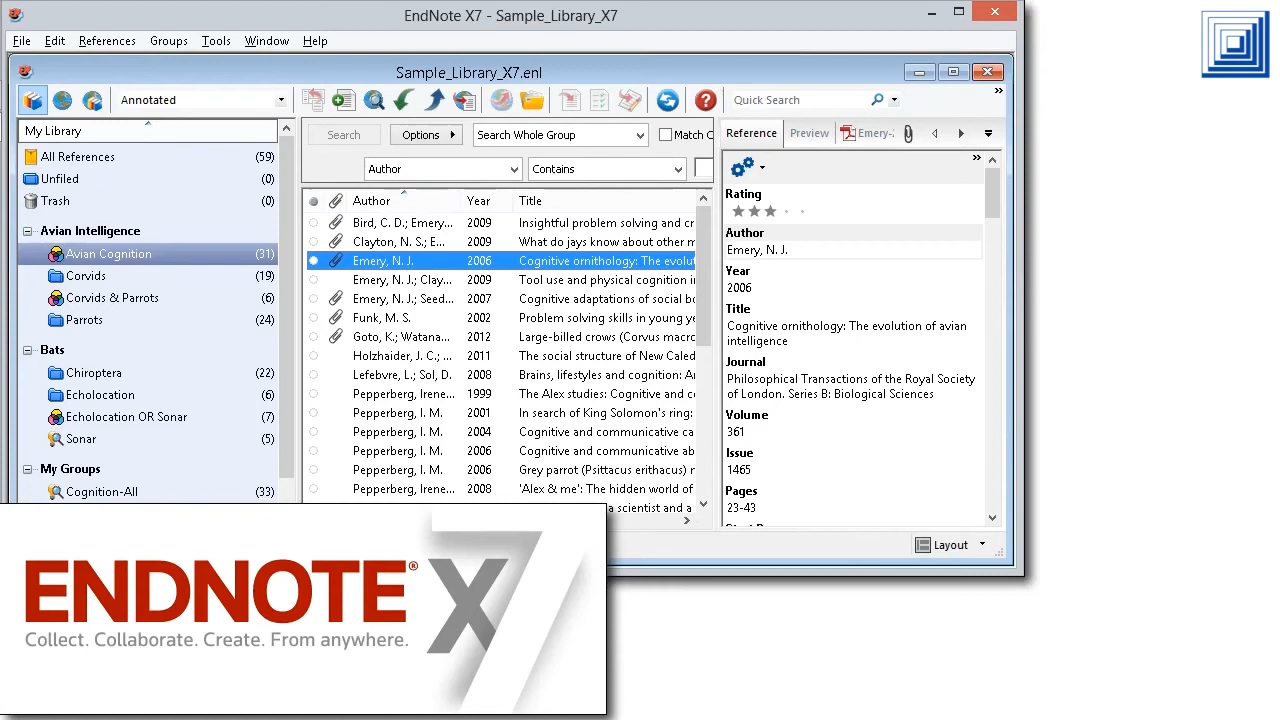 EndNote X7 - Sample_Library_X7
File Edit References Groups Tools Window Help
Sample_Library_X7.enl
Annotated
Quick Search
My Library
All References (59)
Unfiled (0)
Trash (0)
Avian Intelligence
Avian Cognition (31)
Corvids (19)
Corvids & Parrots (6)
Parrots (24)
Bats
Chiroptera (22)
Echolocation (6)
Echolocation OR Sonar (7)
Sonar (5)
My Groups
Cognition-All (33)
Search Options Search Whole Group Match C
Author Contains
Author Year Title
Bird, C. D.; Emery... 2009 Insightful problem solving and cr
Clayton, N. S.; E... 2009 What do jays know about other m
Emery, N. J. 2006 Cognitive ornithology: The evolut
Emery, N. J.; Clay... 2009 Tool use and physical cognition i
Emery, N. J.; Seed... 2007 Cognitive adaptations of social b
Funk, M. S. 2002 Problem solving skills in young ye
Goto, K.; Watana... 2012 Large-billed crows (Corvus macro
Holzhaider, J. C.; ... 2011 The social structure of New Caled
Lefebvre, L.; Sol, D. 2008 Brains, lifestyles and cognition: A
Pepperberg, Irene... 1999 The Alex studies: Cognitive and c
Pepperberg, I. M. 2001 In search of King Solomon's ring:
Pepperberg, I. M. 2004 Cognitive and communicative ca
Pepperberg, I. M. 2006 Cognitive and communicative ab
Pepperberg, I. M. 2006 Grey parrot (Psittacus erithacus) r
Pepperberg, Irene... 2008 'Alex & me': The hidden world of
a scientist and a
Reference Preview Emery-
Rating
Author
Emery, N. J.
Year
2006
Title
Cognitive ornithology: The evolution of avian
intelligence
Journal
Philosophical Transactions of the Royal Society
of London. Series B: Biological Sciences
Volume
361
Issue
1465
Pages
23-43
Layout
ENDNOTE® X7
Collect. Collaborate. Create. From anywhere.